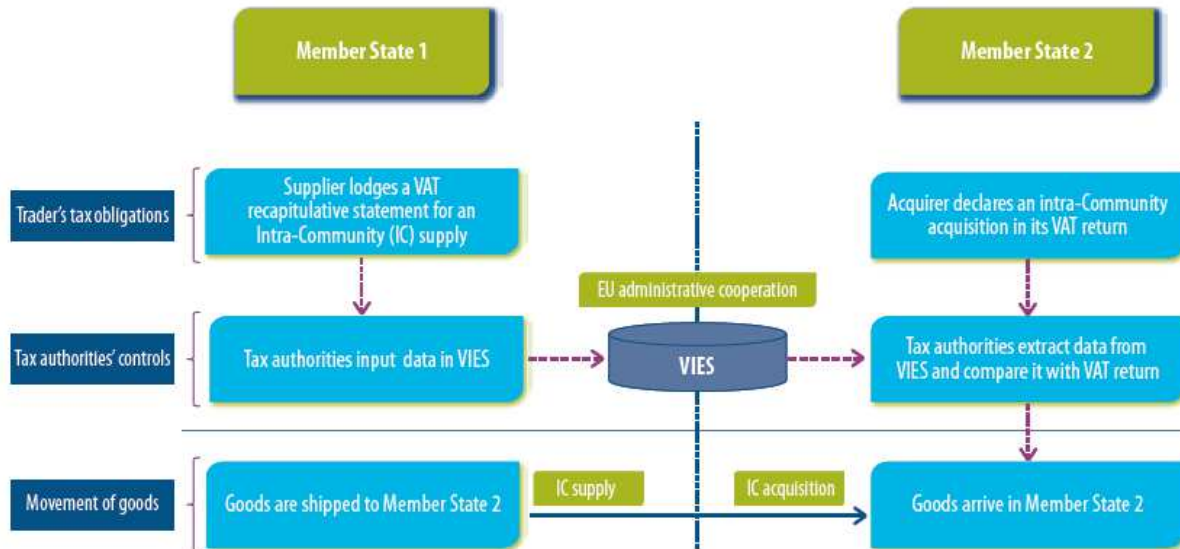 Member State 1
Member State 2
Trader's tax obligations
Supplier lodges a VAT
recapitulative statement for an
Intra-Community (IC) supply
Acquirer declares an intra-Community
acquisition in its VAT return
EU administrative cooperation
Tax authorities' controls
Tax authorities input data in VIES
VIES
Tax authorities extract data from
VIES and compare it with VAT return
Movement of goods
Goods are shipped to Member State 2
IC supply
IC acquisition
Goods arrive in Member State 2